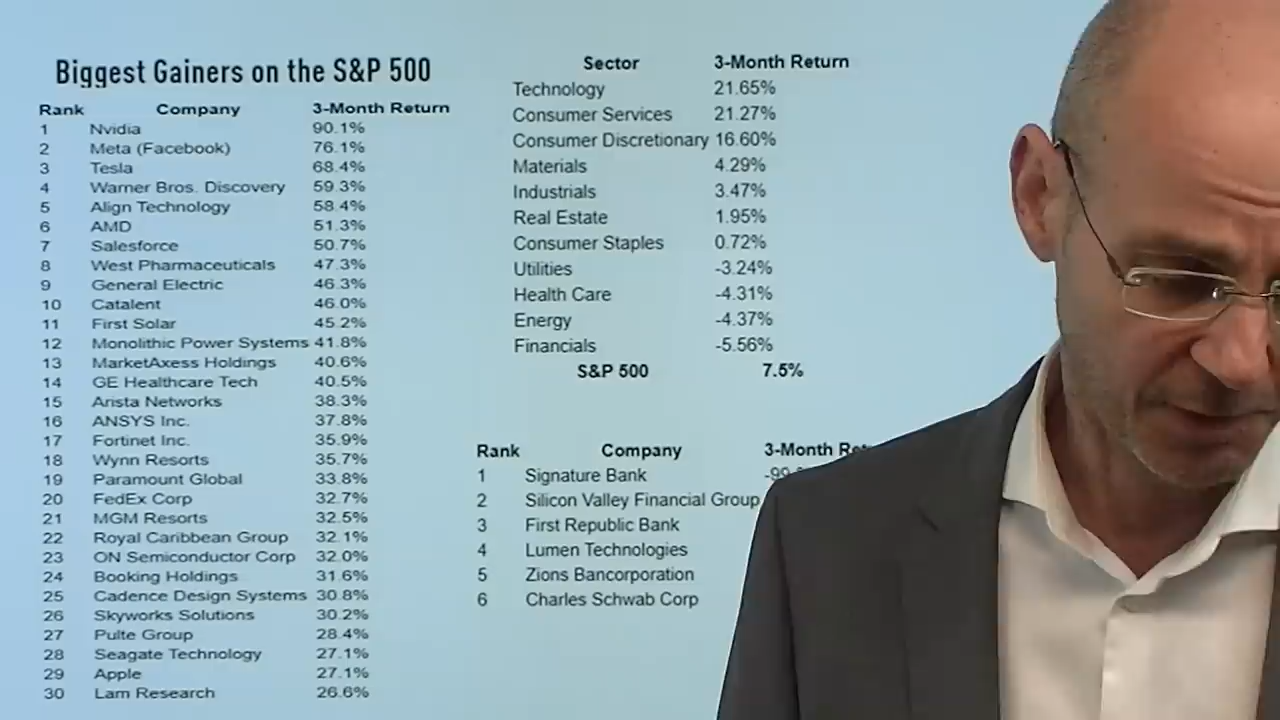 Biggest Gainers on the S&P 500
Rank Company 3-Month Return
1 Nvidia 90.1%
2 Meta (Facebook) 76.1%
3 Tesla 68.4%
4 Warner Bros. Discovery 59.3%
5 Align Technology 58.4%
6 AMD 51.3%
7 Salesforce 50.7%
8 West Pharmaceuticals 47.3%
9 General Electric 46.3%
10 Catalent 46.0%
11 First Solar 45.2%
12 Monolithic Power Systems 41.8%
13 MarketAxess Holdings 40.6%
14 GE Healthcare Tech 40.5%
15 Arista Networks 38.3%
16 ANSYS Inc. 37.8%
17 Fortinet Inc. 35.9%
18 Wynn Resorts 35.7%
19 Paramount Global 33.8%
20 FedEx Corp 32.7%
21 MGM Resorts 32.5%
22 Royal Caribbean Group 32.1%
23 ON Semiconductor Corp 32.0%
24 Booking Holdings 31.6%
25 Cadence Design Systems 30.8%
26 Skyworks Solutions 30.2%
27 Pulte Group 28.4%
28 Seagate Technology 27.1%
29 Apple 27.1%
30 Lam Research 26.6%
Sector 3-Month Return
Technology 21.65%
Consumer Services 21.27%
Consumer Discretionary 16.60%
Materials 4.29%
Industrials 3.47%
Real Estate 1.95%
Consumer Staples 0.72%
Utilities -3.24%
Health Care -4.31%
Energy -4.37%
Financials -5.56%
S&P 500 7.5%
Rank Company 3-Month
1 Signature Bank
2 Silicon Valley Financial Group
3 First Republic Bank
4 Lumen Technologies
5 Zions Bancorporation
6 Charles Schwab Corp